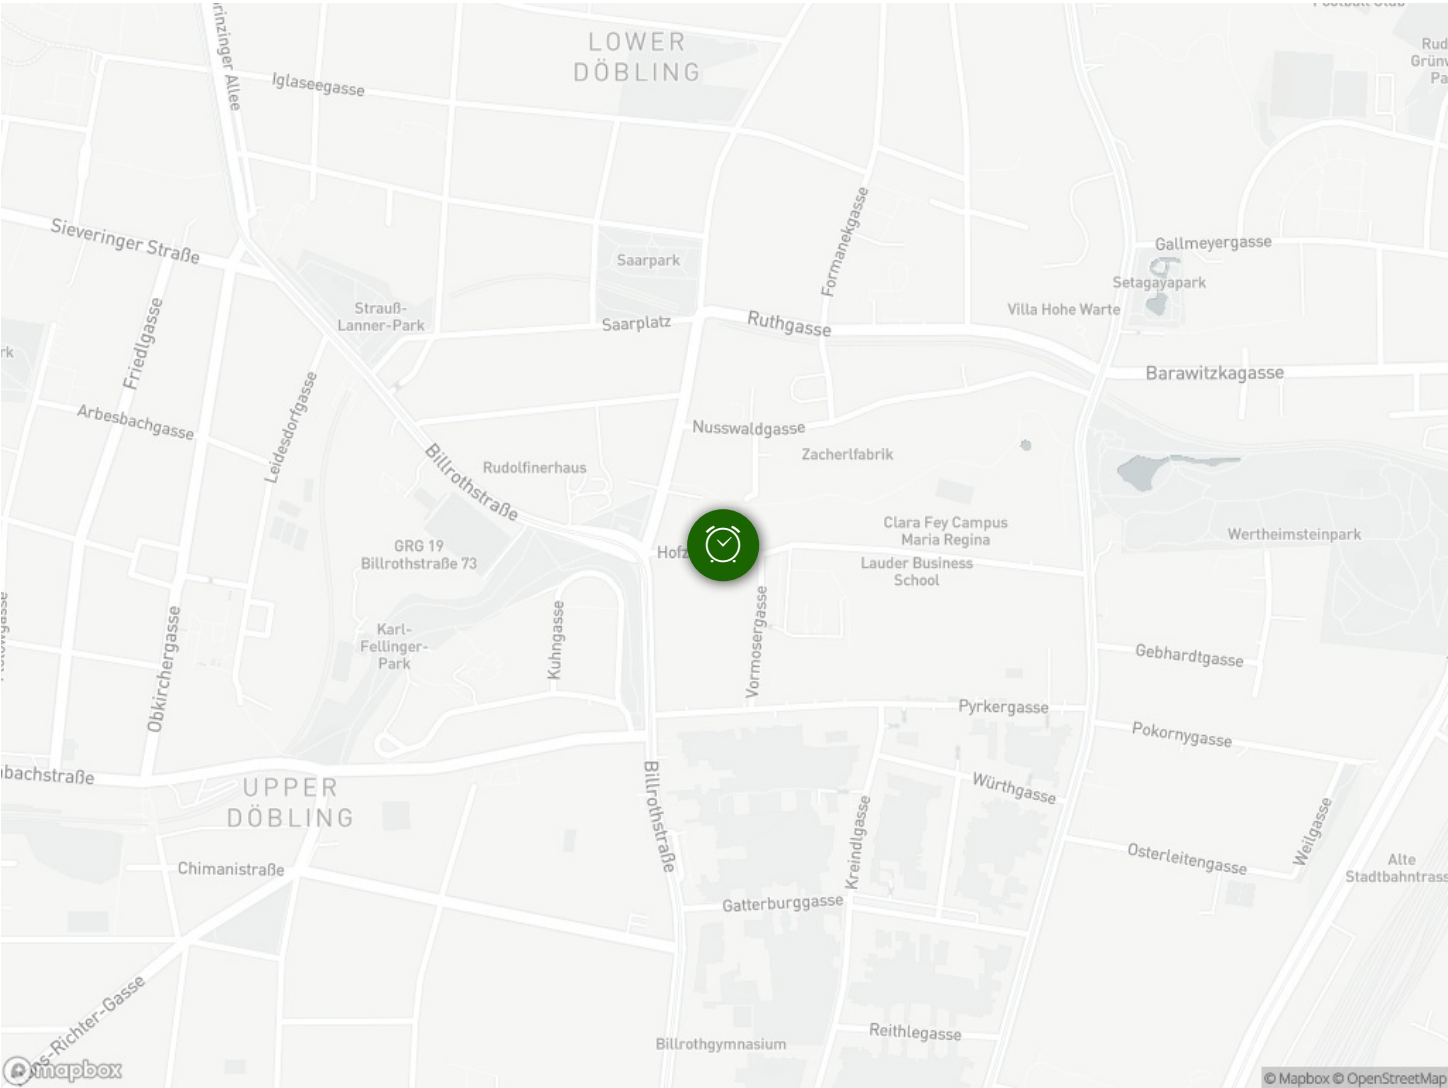 Football Club
LOWER
DÖBLING
Iglaseegasse
Sieveringer Straße
Gallmeyergasse
Saarpark
Formanekgasse
Setagayapark
Strauß-
Lanner-Park
Villa Hohe Warte
Saarplatz
Ruthgasse
Friedlgasse
Barawitzkagasse
Leidesdorfgasse
Arbesbachgasse
Nusswaldgasse
Zacherlfabrik
Billrothstraße
Rudolfinerhaus
Clara Fey Campus
Maria Regina
Wertheimsteinpark
GRG 19
Billrothstraße 73
Lauder Business
School
Kuhngasse
Vormosergasse
Karl-
Fellinger-
Park
Obkirchergasse
Gebhardtgasse
Pyrkergasse
Pokornygasse
UPPER
DÖBLING
Billrothstraße
Würthgasse
Kreindlgasse
Weilgasse
Osterleitengasse
Chimanistraße
Alte
Gatterburggasse
Reithlegasse
Billrothgymnasium
mapbox
© Mapbox © OpenStreetMap